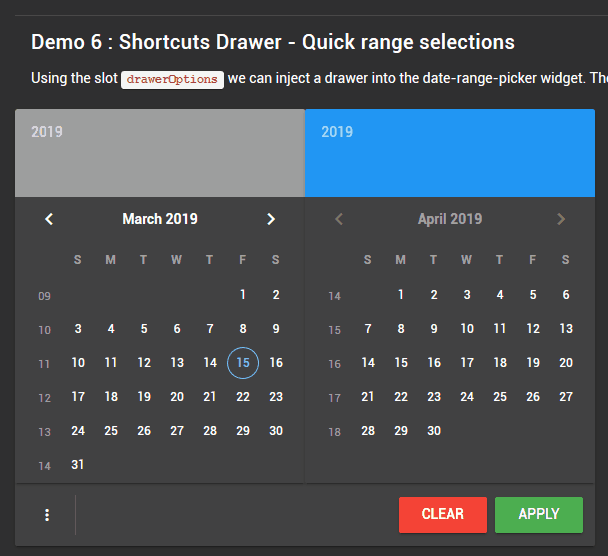 Demo 6 : Shortcuts Drawer - Quick range selections
Using the slot drawerOptions we can inject a drawer into the date-range-picker widget. The
2019
March 2019
S M T W T F S
09 1 2
10 3 4 5 6 7 8 9
11 10 11 12 13 14 15 16
12 17 18 19 20 21 22 23
13 24 25 26 27 28 29 30
14 31
2019
April 2019
S M T W T F S
14 1 2 3 4 5 6
15 7 8 9 10 11 12 13
16 14 15 16 17 18 19 20
17 21 22 23 24 25 26 27
18 28 29 30
CLEAR
APPLY